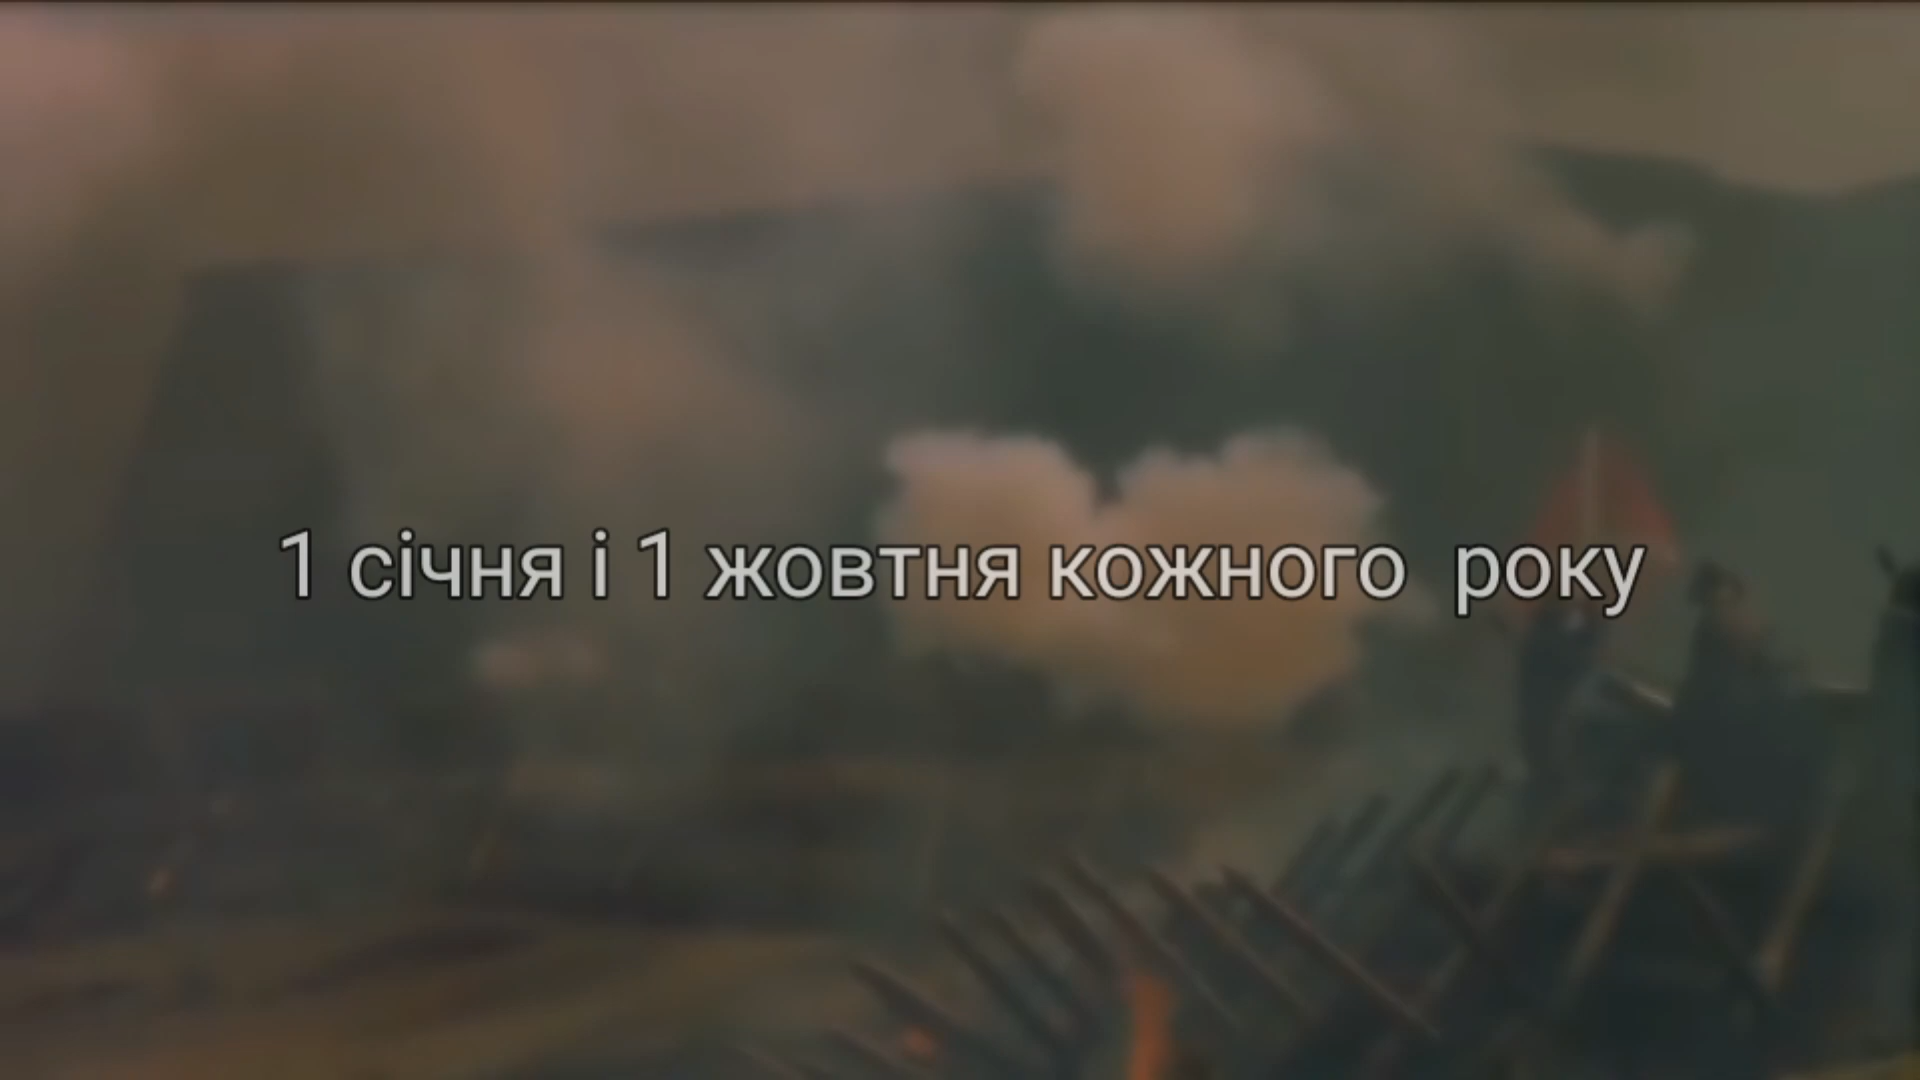 1 січня і 1 жовтня кожного  року